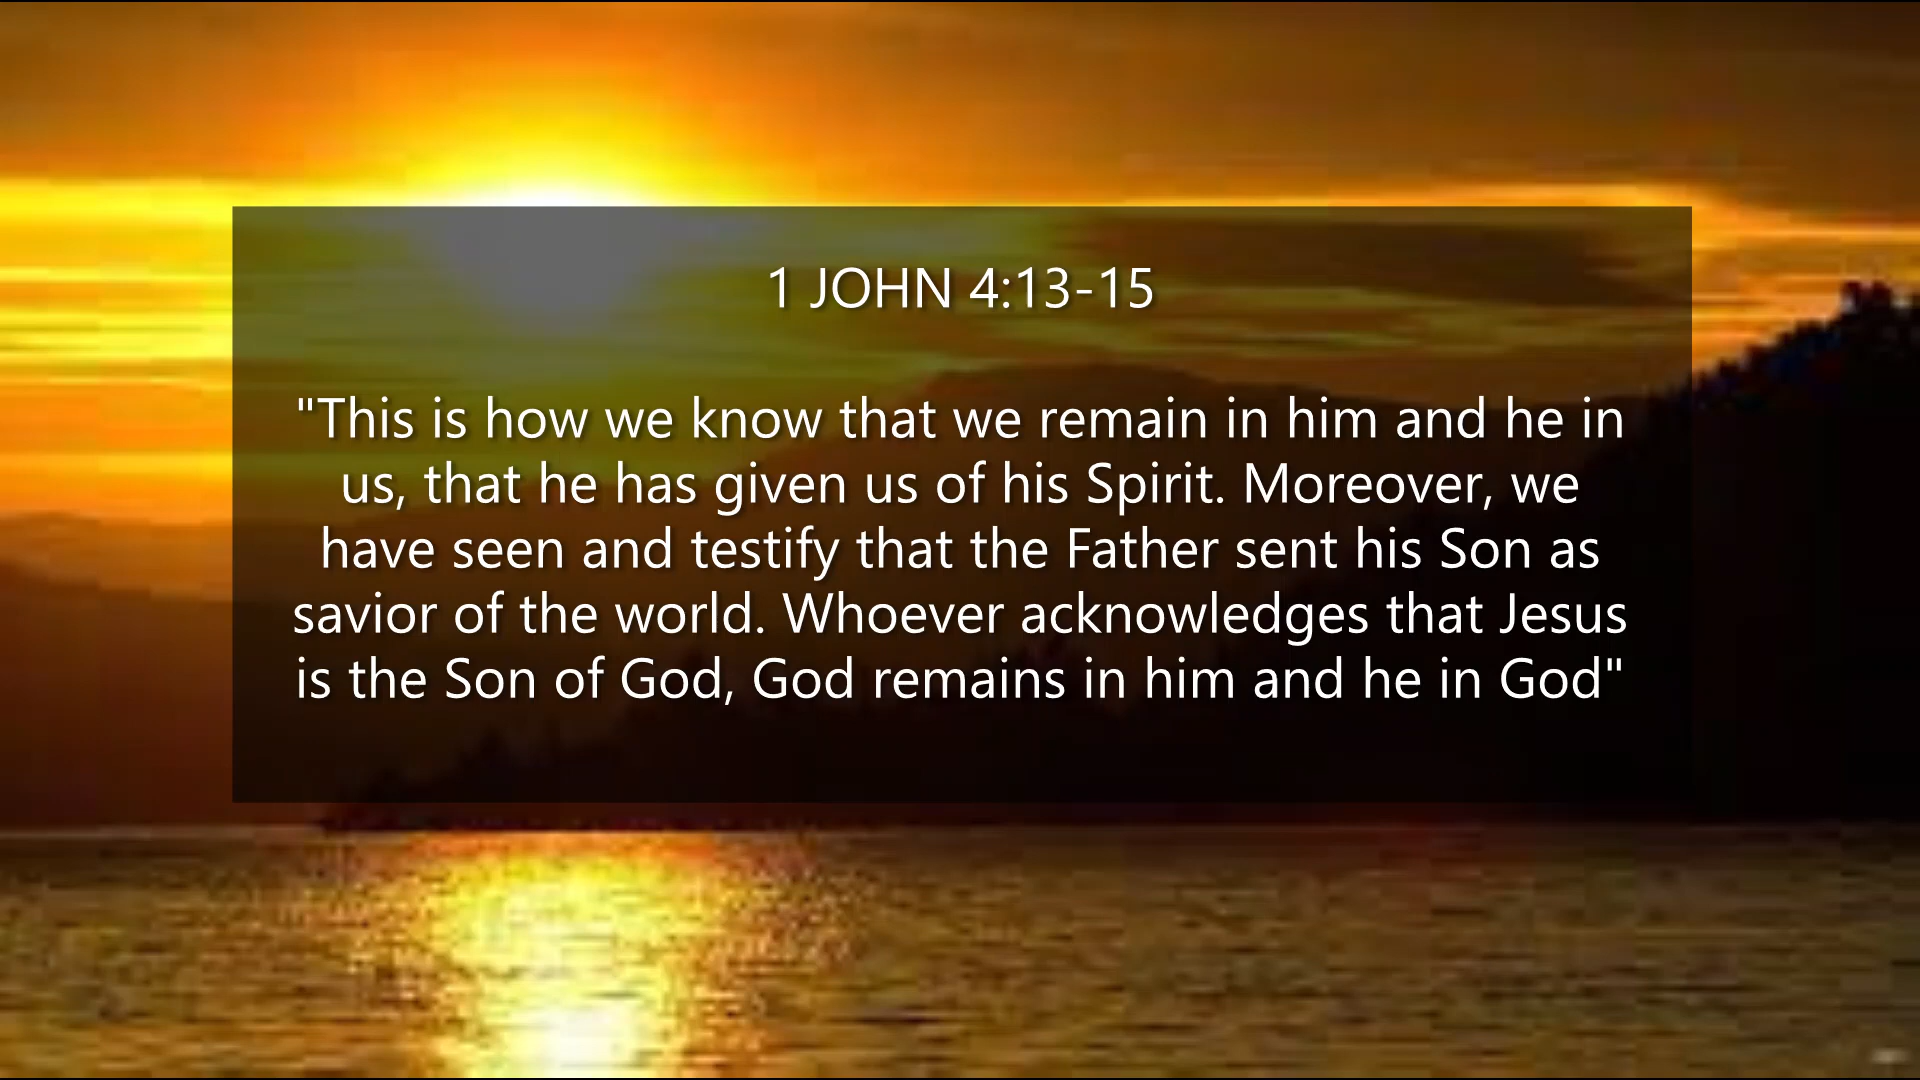 1 JOHN 4:13-15
"This is how we know that we remain in him and he in
us, that he has given us of his Spirit. Moreover, we
have seen and testify that the Father sent his Son as
savior of the world. Whoever acknowledges that Jesus
is the Son of God, God remains in him and he in God"